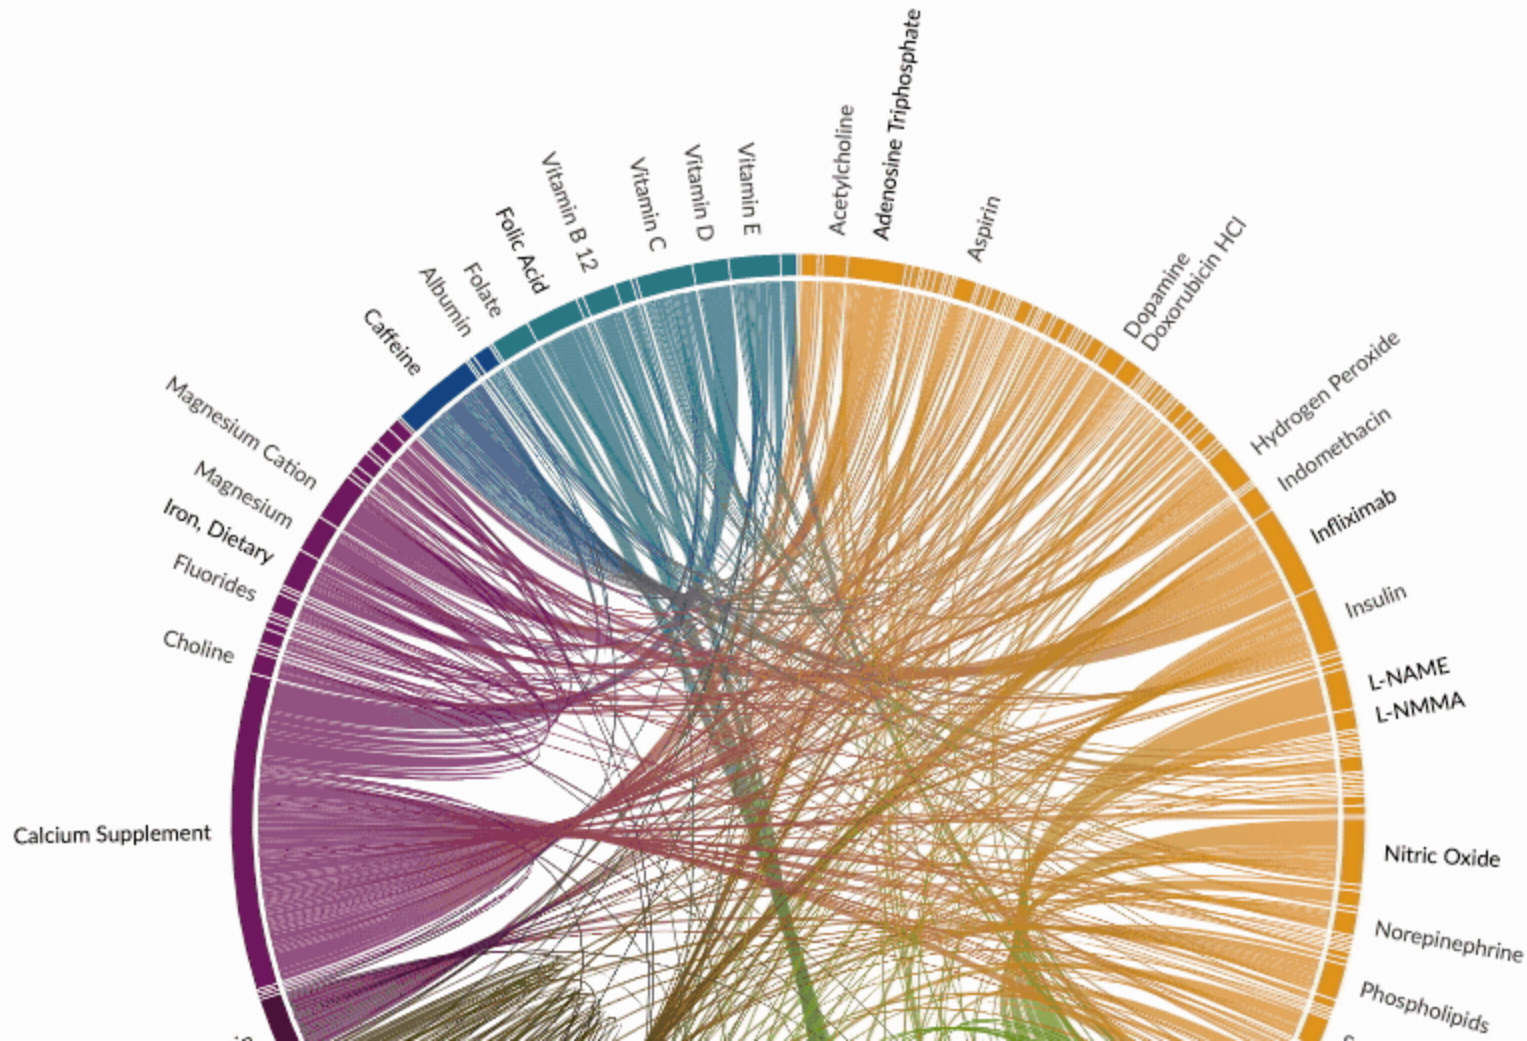 Acetylcholine
Adenosine Triphosphate
Aspirin
Dopamine
Doxorubicin HCl
Hydrogen Peroxide
Indomethacin
Infliximab
Insulin
L-NAME
L-NMMA
Nitric Oxide
Norepinephrine
Phospholipids
Calcium Supplement
Choline
Fluorides
Iron, Dietary
Magnesium
Magnesium Cation
Caffeine
Albumin
Folate
Folic Acid
Vitamin B 12
Vitamin C
Vitamin D
Vitamin E